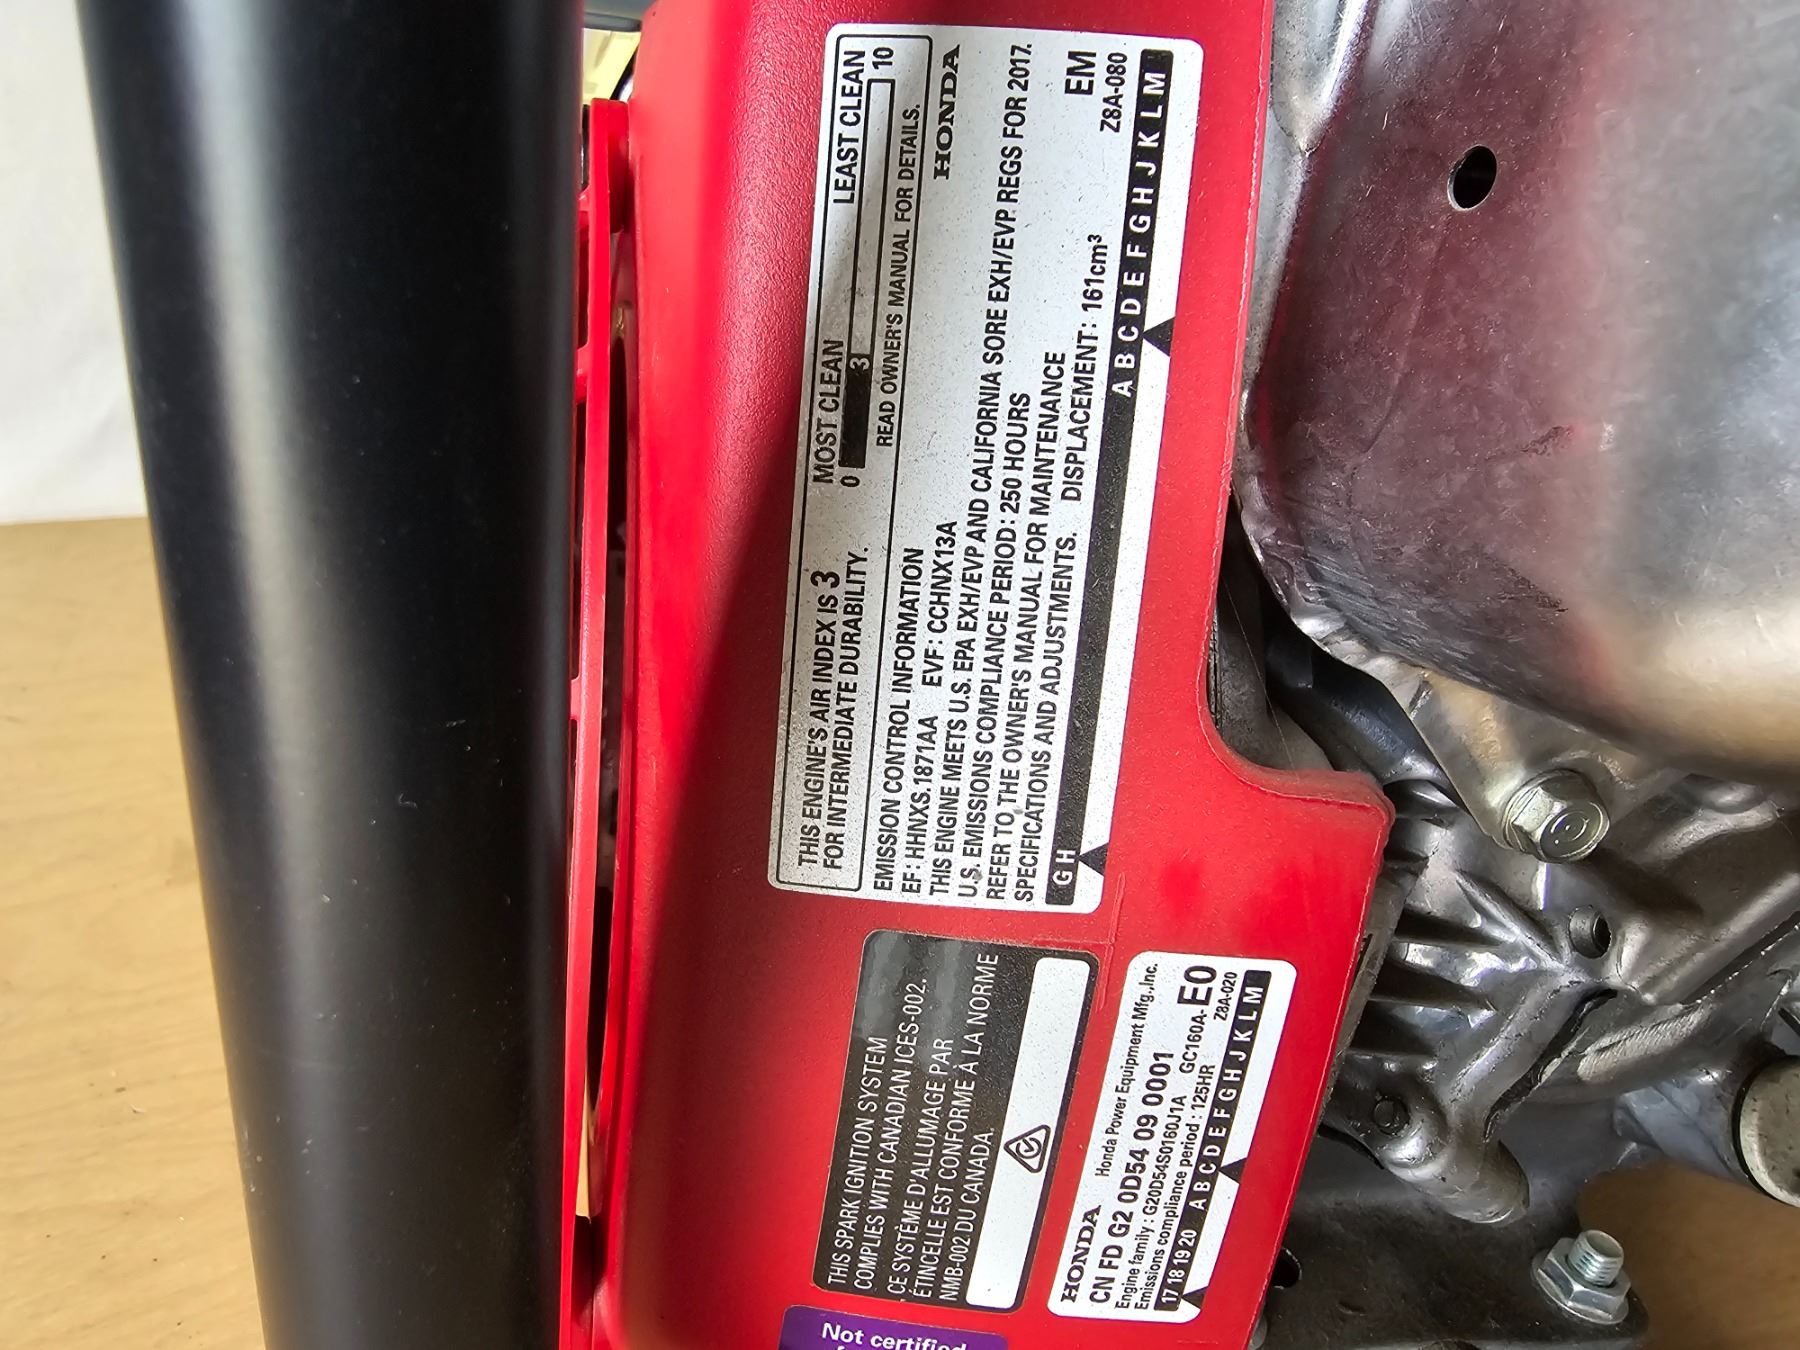 THIS ENGINE'S AIR INDEX IS 3
FOR INTERMEDIATE DURABILITY.
MOST CLEAN LEAST CLEAN
0 3 10
READ OWNER'S MANUAL FOR DETAILS.
EMISSION CONTROL INFORMATION
HONDA
EF: HHNXS.1871AA EVF: CCHNX13A
THIS ENGINE MEETS U.S. EPA EXH/EVP AND CALIFORNIA SORE EXH/EVP. REGS FOR 2017.
U.S. EMISSIONS COMPLIANCE PERIOD: 250 HOURS
REFER TO THE OWNER'S MANUAL FOR MAINTENANCE
SPECIFICATIONS AND ADJUSTMENTS. DISPLACEMENT: 161cm³
EM
Z8A-080
G H A B C D E F G H J K L M
THIS SPARK IGNITION SYSTEM
COMPLIES WITH CANADIAN ICES-002.
CE SYSTÈME D'ALLUMAGE PAR
ÉTINCELLE EST CONFORME À LA NORME
NMB-002 DU CANADA.
HONDA Honda Power Equipment Mfg.,Inc.
CN FD G2 0D54 09 0001
Engine family : G20D54S0160J1A GC160A-E0
Emissions compliance period : 125HR Z8A-020
17 18 19 20 A B C D E F G H J K L M
Not certified